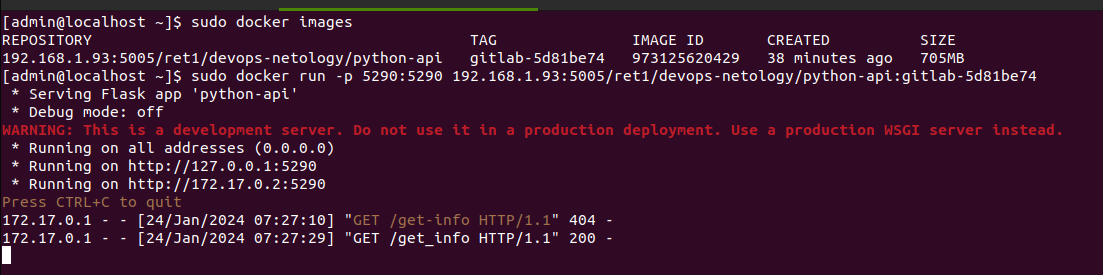 [admin@localhost ~]$ sudo docker images
REPOSITORY TAG IMAGE ID CREATED SIZE
192.168.1.93:5005/ret1/devops-netology/python-api gitlab-5d81be74 973125620429 38 minutes ago 705MB
[admin@localhost ~]$ sudo docker run -p 5290:5290 192.168.1.93:5005/ret1/devops-netology/python-api:gitlab-5d81be74
* Serving Flask app 'python-api'
* Debug mode: off
WARNING: This is a development server. Do not use it in a production deployment. Use a production WSGI server instead.
* Running on all addresses (0.0.0.0)
* Running on http://127.0.0.1:5290
* Running on http://172.17.0.2:5290
Press CTRL+C to quit
172.17.0.1 - - [24/Jan/2024 07:27:10] "GET /get-info HTTP/1.1" 404 -
172.17.0.1 - - [24/Jan/2024 07:27:29] "GET /get_info HTTP/1.1" 200 -